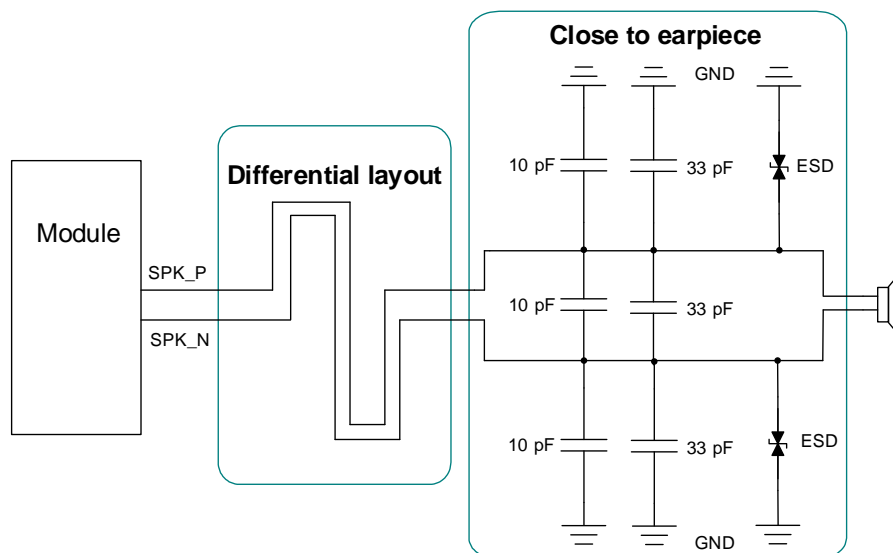 Close to earpiece
GND
10 pF
33 pF
ESD
Differential layout
Module
SPK_P
SPK_N
10 pF
33 pF
10 pF
33 pF
ESD
GND